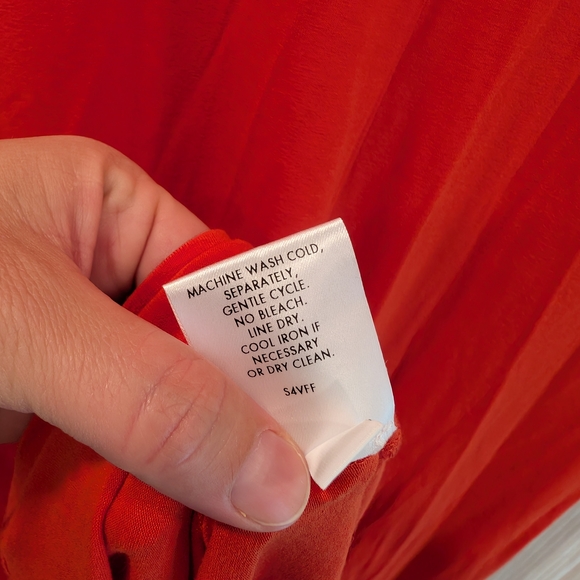 MACHINE WASH COLD,
SEPARATELY,
GENTLE CYCLE.
NO BLEACH.
LINE DRY.
COOL IRON IF
NECESSARY
OR DRY CLEAN.
S4VFF